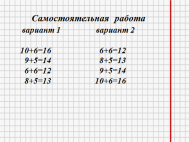 Самостоятельная работа
вариант 1 вариант 2
10+6=16 6+6=12
9+5=14 8+5=13
6+6=12 9+5=14
8+5=13 10+6=16